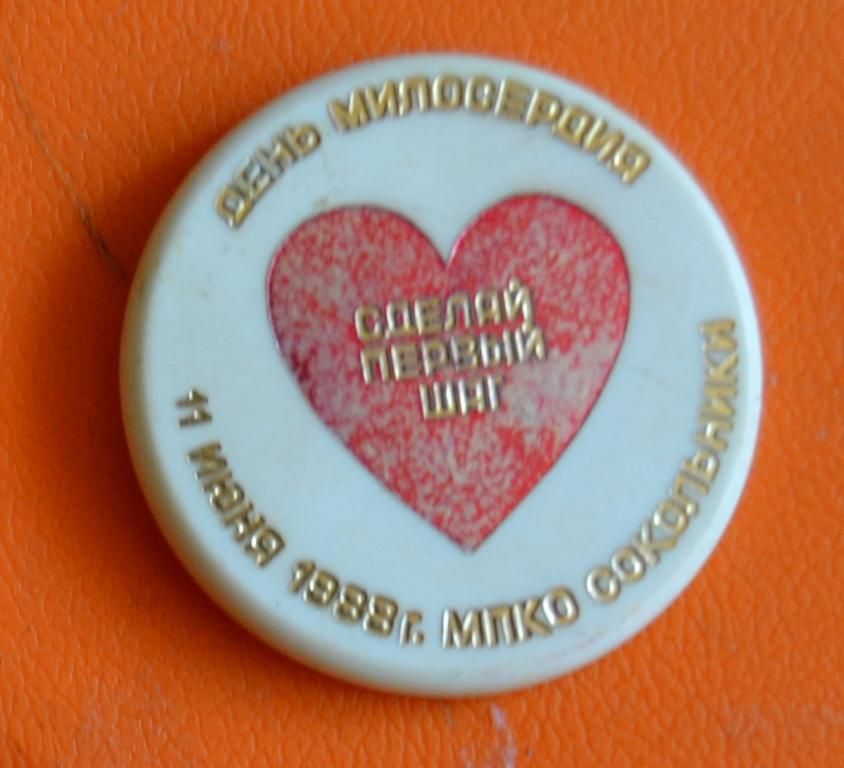 ДЕНЬ МИЛОСЕРДИЯ
СДЕЛАЙ
ПЕРВЫЙ
ШАГ
11 ИЮНЯ 1988 г. МПКО СОКОЛЬНИКИ